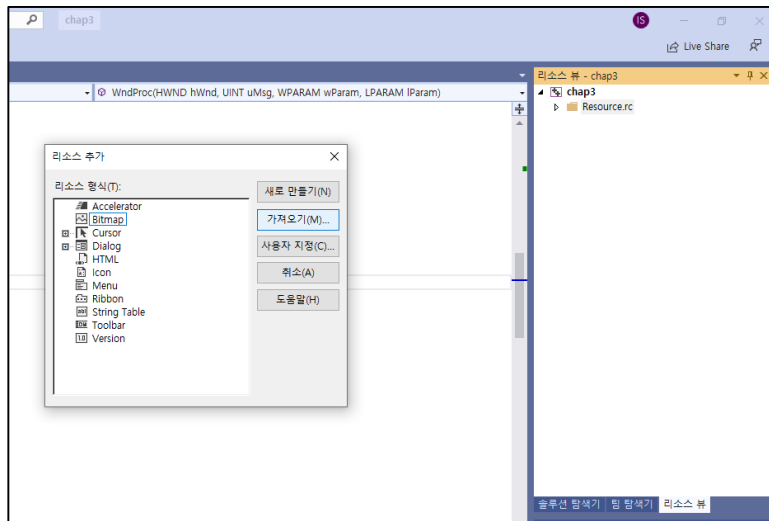 chap3
IS
Live Share
WndProc(HWND hWnd, UINT uMsg, WPARAM wParam, LPARAM lParam)
리소스 뷰 - chap3
chap3
Resource.rc
리소스 추가
리소스 형식(T):
Accelerator
Bitmap
Cursor
Dialog
HTML
Icon
Menu
Ribbon
String Table
Toolbar
Version
새로 만들기(N)
가져오기(M)...
사용자 지정(C)...
취소(A)
도움말(H)
솔루션 탐색기
팀 탐색기
리소스 뷰